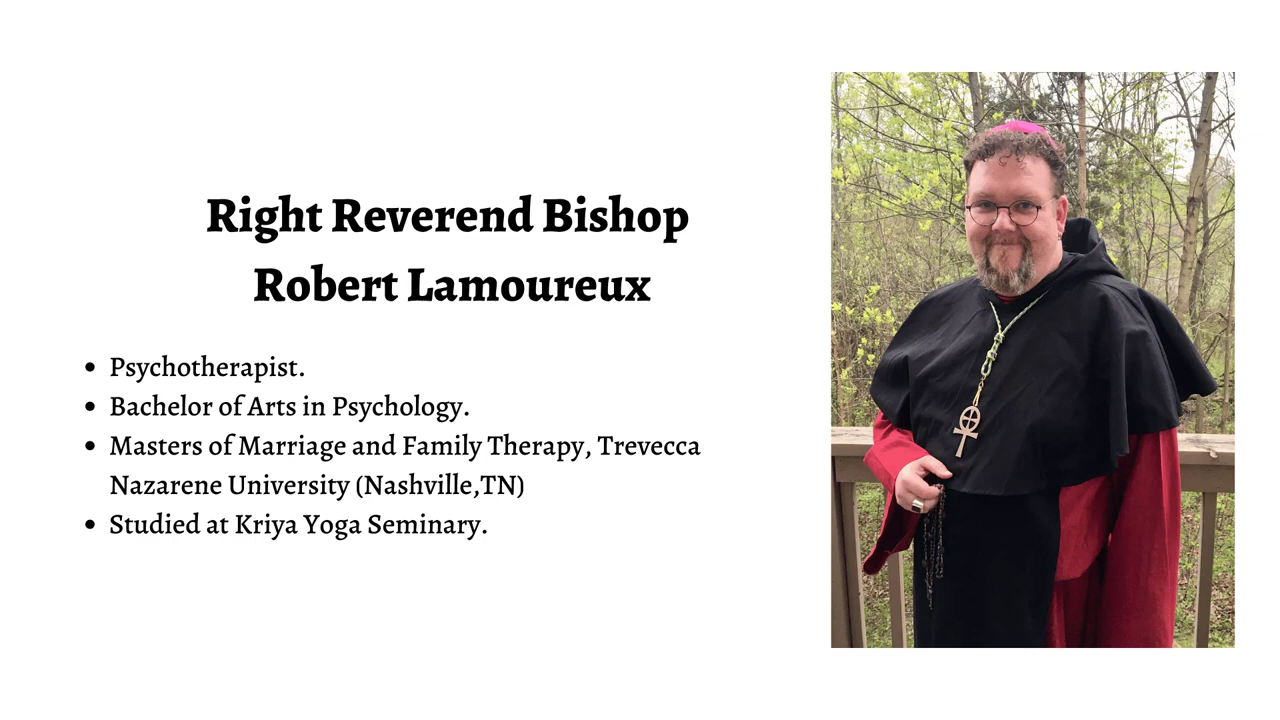 Right Reverend Bishop
Robert Lamoureux
• Psychotherapist.
• Bachelor of Arts in Psychology.
• Masters of Marriage and Family Therapy, Trevecca
Nazarene University (Nashville,TN)
• Studied at Kriya Yoga Seminary.